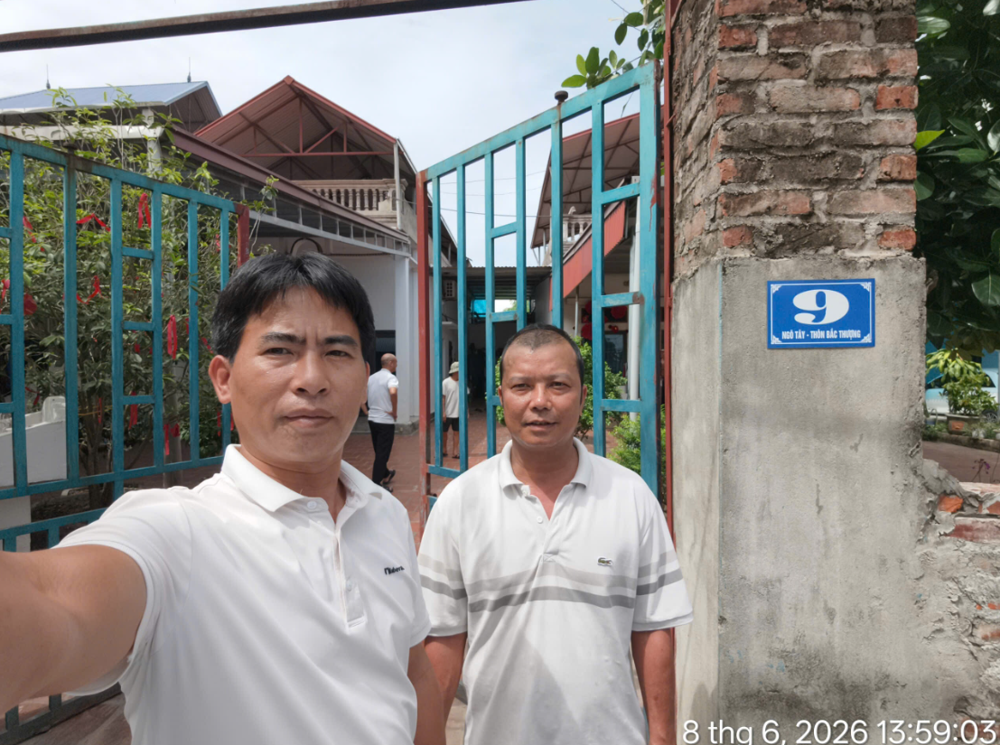 9
NGÕ TÂY - THÔN ĐẮC THƯỢNG
8 thg 6, 2026 13:59:03